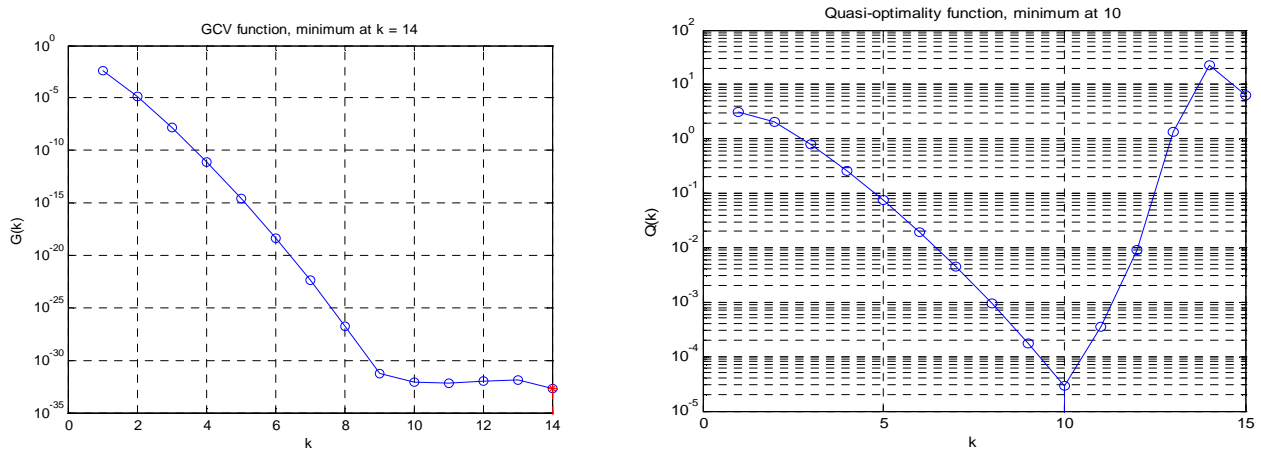 GCV function, minimum at k = 14
10^0
10^-5
10^-10
10^-15
10^-20
10^-25
10^-30
10^-35
G(k)
0 2 4 6 8 10 12 14
k
Quasi-optimality function, minimum at 10
10^2
10^1
10^0
10^-1
10^-2
10^-3
10^-4
10^-5
Q(k)
0 5 10 15
k